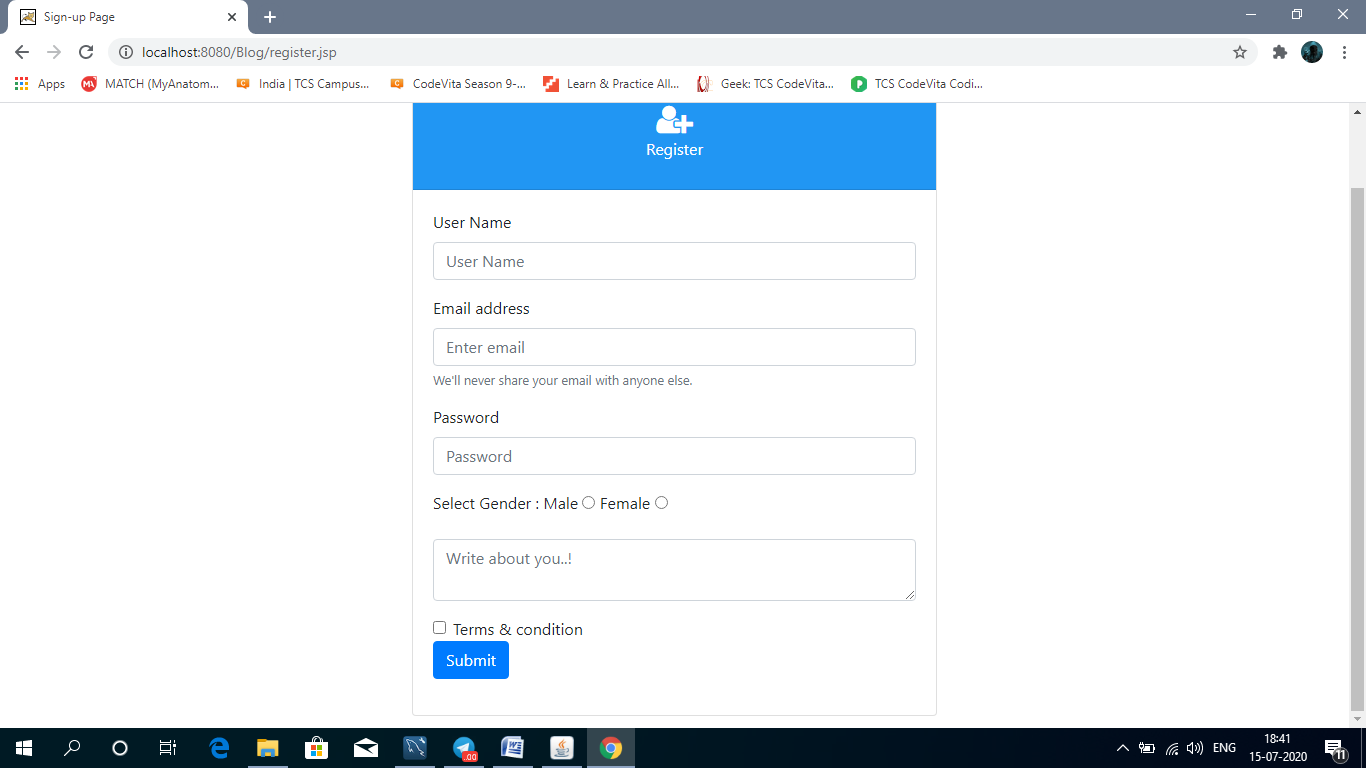 Sign-up Page
localhost:8080/Blog/register.jsp
Apps MATCH (MyAnatom... India | TCS Campus... CodeVita Season 9-... Learn & Practice All... Geek: TCS CodeVita... TCS CodeVita Codi...
Register
User Name
User Name
Email address
Enter email
We'll never share your email with anyone else.
Password
Password
Select Gender : Male Female
Write about you..!
Terms & condition
Submit
ENG
18:41
15-07-2020
11